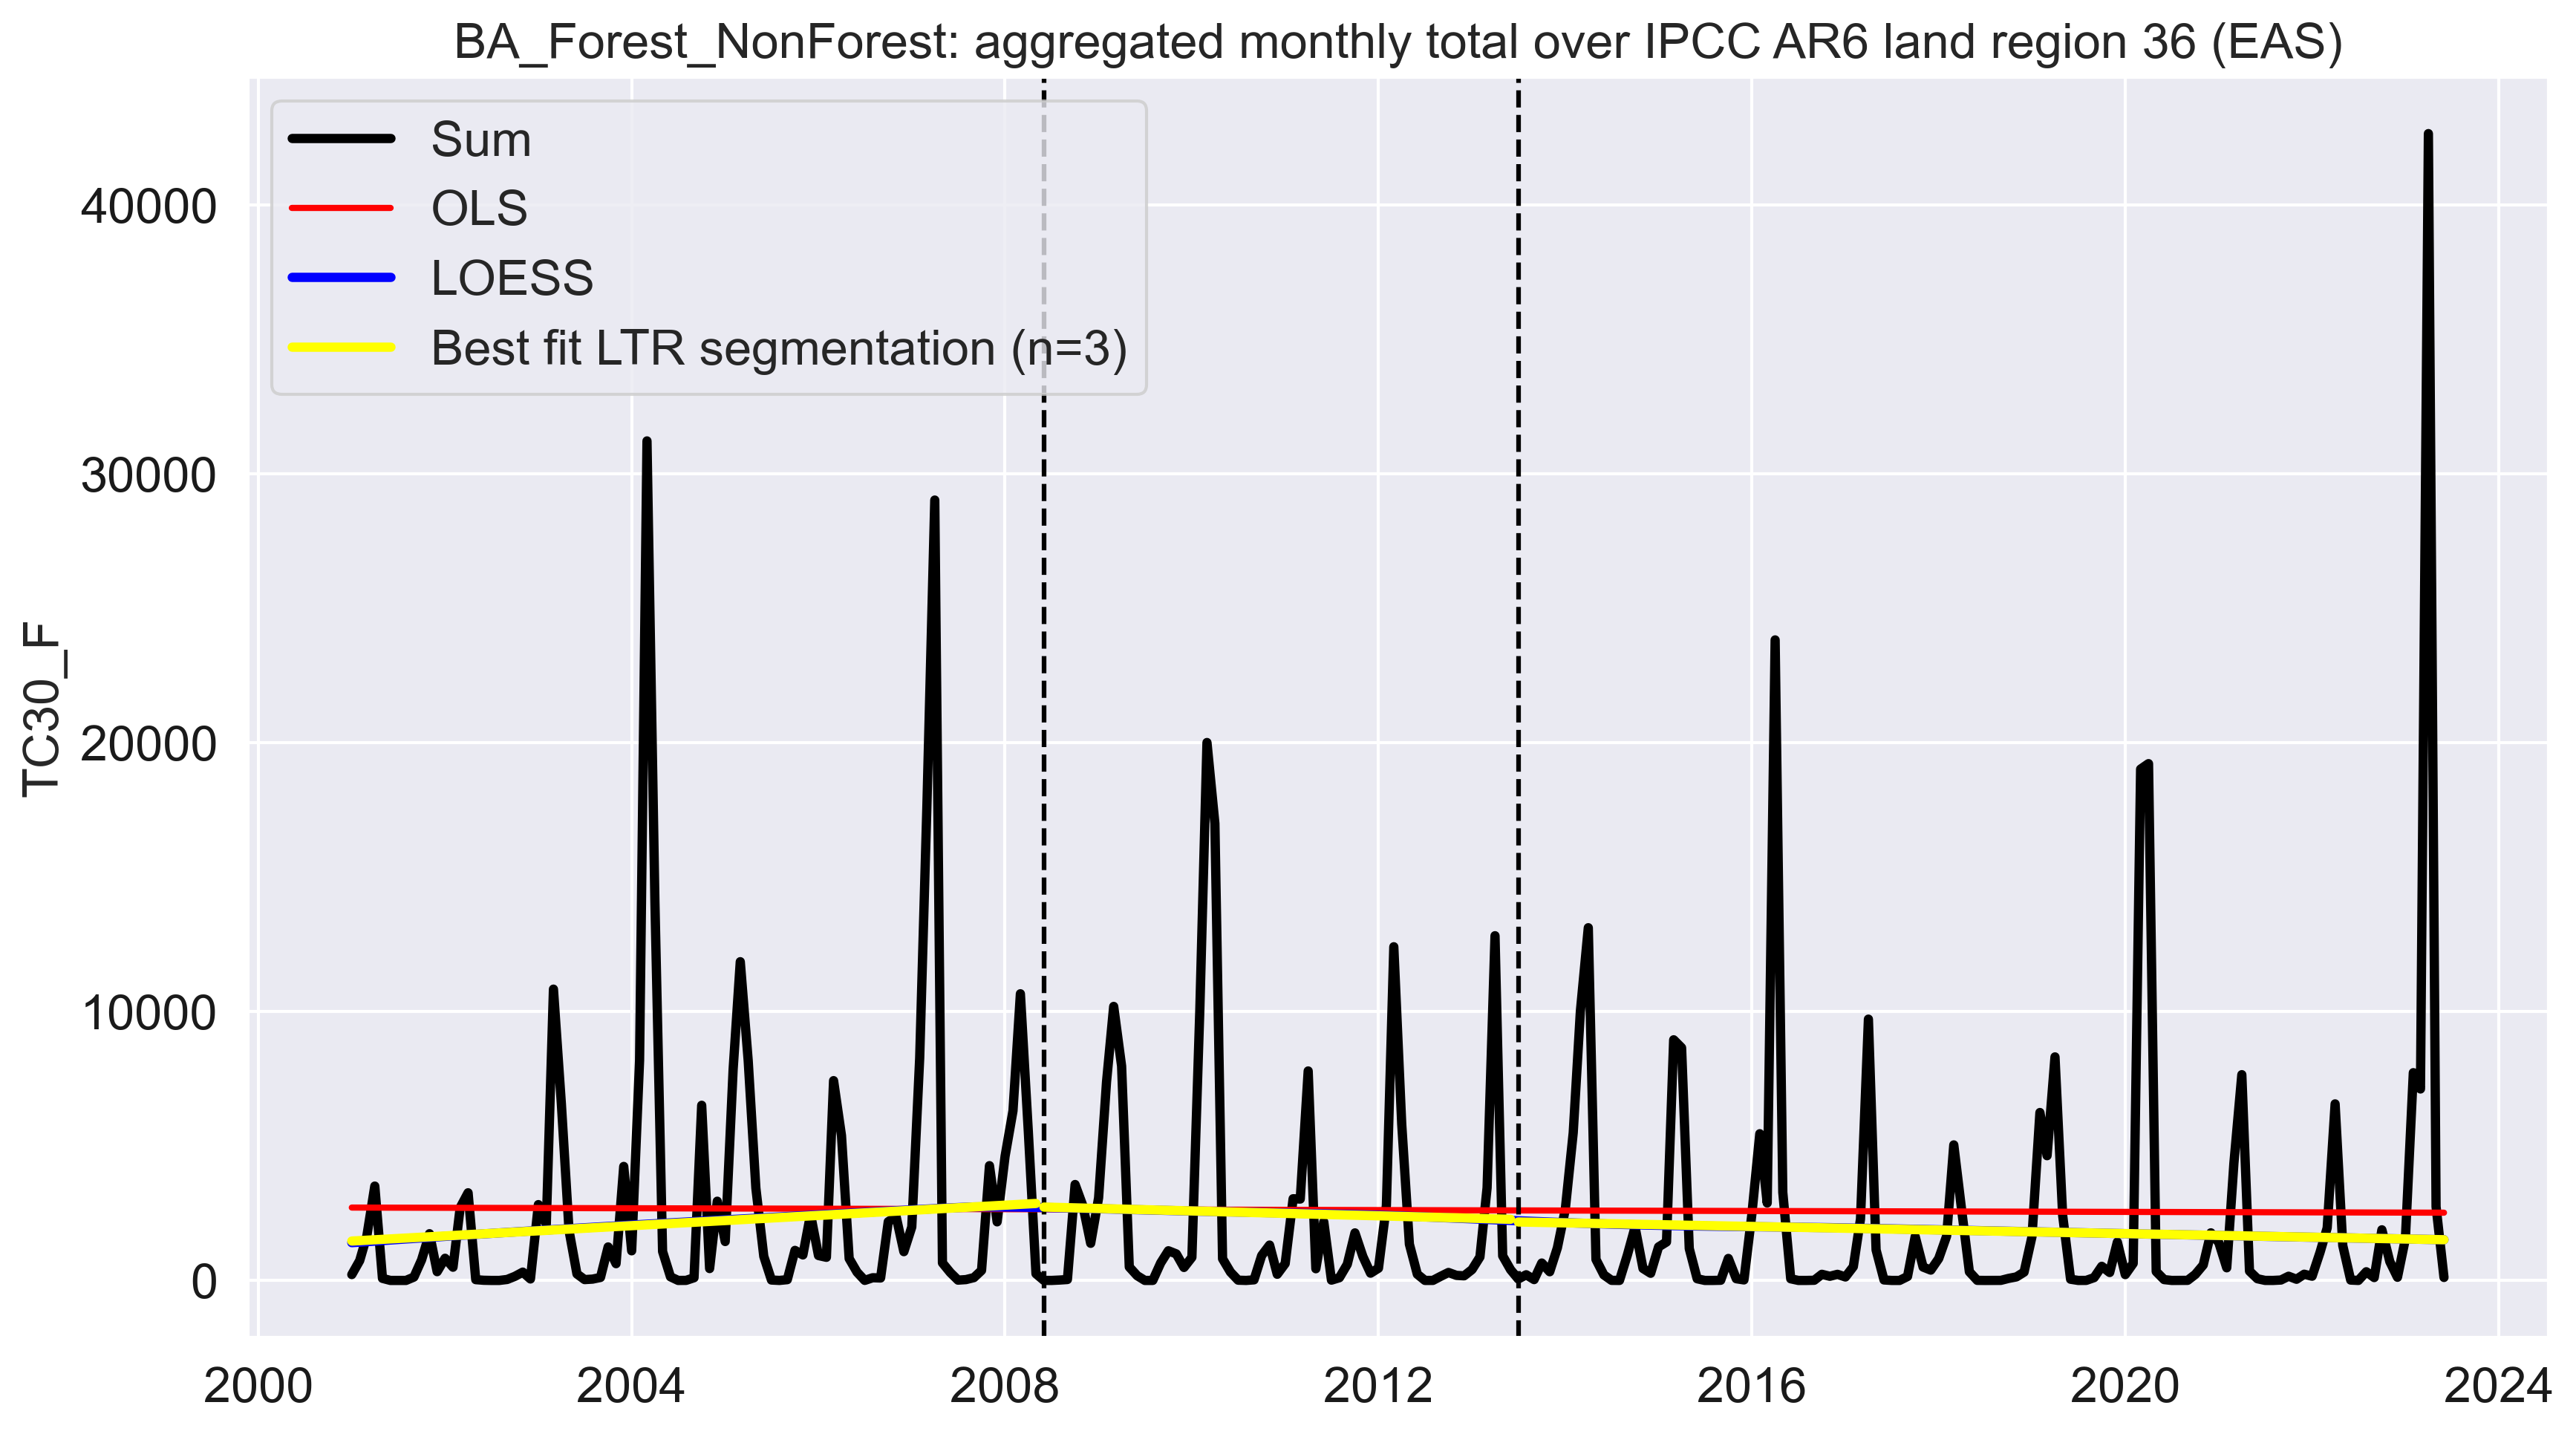 BA_Forest_NonForest: aggregated monthly total over IPCC AR6 land region 36 (EAS)
Sum
OLS
LOESS
Best fit LTR segmentation (n=3)
TC30_F
40000
30000
20000
10000
0
2000 2004 2008 2012 2016 2020 2024